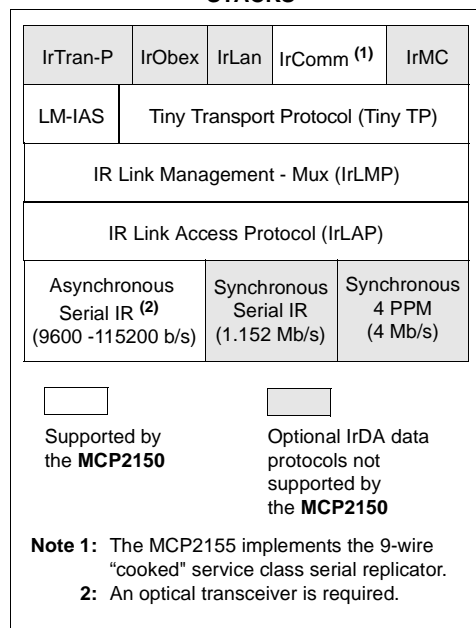 STACKS
IrTran-P IrObex IrLan IrComm (1) IrMC
LM-IAS Tiny Transport Protocol (Tiny TP)
IR Link Management - Mux (IrLMP)
IR Link Access Protocol (IrLAP)
Asynchronous
Serial IR (2)
(9600 -115200 b/s)
Synchronous
Serial IR
(1.152 Mb/s)
Synchronous
4 PPM
(4 Mb/s)
Supported by
the MCP2150
Optional IrDA data
protocols not
supported by
the MCP2150
Note 1: The MCP2155 implements the 9-wire
“cooked" service class serial replicator.
2: An optical transceiver is required.